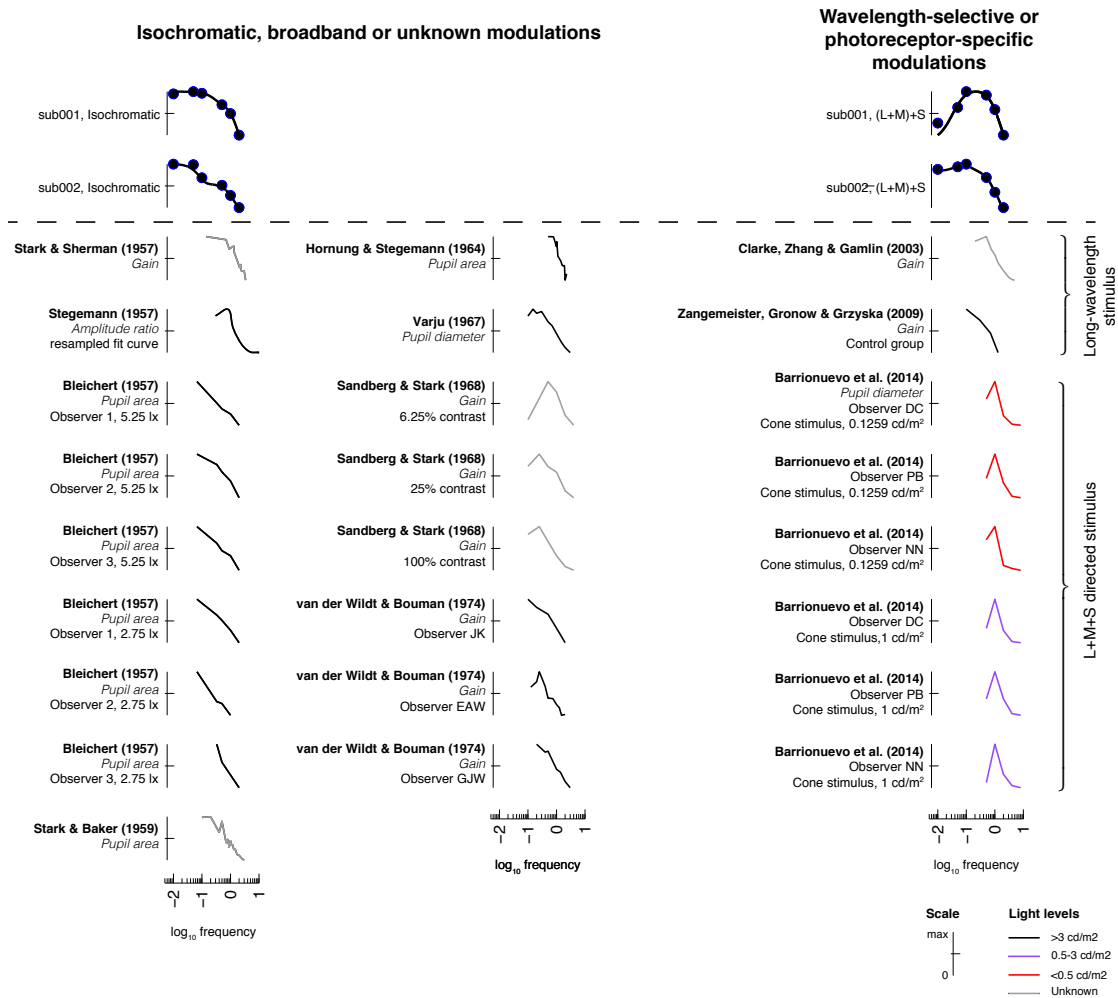 Isochromatic, broadband or unknown modulations
Wavelength-selective or
photoreceptor-specific
modulations
sub001, Isochromatic
sub002, Isochromatic
Stark & Sherman (1957)
Gain
Stegemann (1957)
Amplitude ratio
resampled fit curve
Bleichert (1957)
Pupil area
Observer 1, 5.25 lx
Bleichert (1957)
Pupil area
Observer 2, 5.25 lx
Bleichert (1957)
Pupil area
Observer 3, 5.25 lx
Bleichert (1957)
Pupil area
Observer 1, 2.75 lx
Bleichert (1957)
Pupil area
Observer 2, 2.75 lx
Bleichert (1957)
Pupil area
Observer 3, 2.75 lx
Stark & Baker (1959)
Pupil area
-2 -1 0 1
log10 frequency
Hornung & Stegemann (1964)
Pupil area
Varju (1967)
Pupil diameter
Sandberg & Stark (1968)
Gain
6.25% contrast
Sandberg & Stark (1968)
Gain
25% contrast
Sandberg & Stark (1968)
Gain
100% contrast
van der Wildt & Bouman (1974)
Gain
Observer JK
van der Wildt & Bouman (1974)
Gain
Observer EAW
van der Wildt & Bouman (1974)
Gain
Observer GJW
-2 -1 0 1
log10 frequency
sub001, (L+M)+S
sub002, (L+M)+S
Clarke, Zhang & Gamlin (2003)
Gain
Zangemeister, Gronow & Grzyska (2009)
Gain
Control group
Barrionuevo et al. (2014)
Pupil diameter
Observer DC
Cone stimulus, 0.1259 cd/m²
Barrionuevo et al. (2014)
Observer PB
Cone stimulus, 0.1259 cd/m²
Barrionuevo et al. (2014)
Observer NN
Cone stimulus, 0.1259 cd/m²
Barrionuevo et al. (2014)
Observer DC
Cone stimulus,1 cd/m²
Barrionuevo et al. (2014)
Observer PB
Cone stimulus, 1 cd/m²
Barrionuevo et al. (2014)
Observer NN
Cone stimulus, 1 cd/m²
-2 -1 0 1
log10 frequency
Long-wavelength
stimulus
L+M+S directed stimulus
Scale
max
0
Light levels
>3 cd/m2
0.5-3 cd/m2
<0.5 cd/m2
Unknown